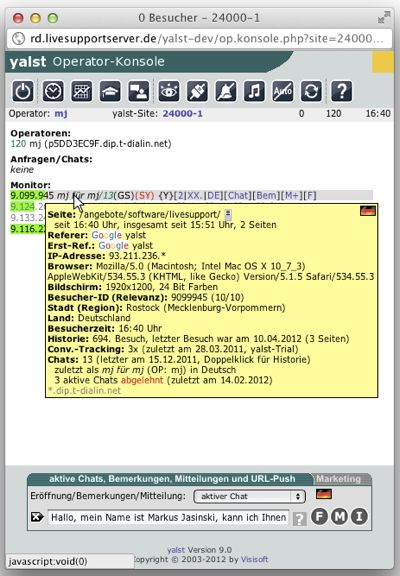 0 Besucher – 24000-1
rd.livesupportserver.de/yalst-dev/op.konsole.php?site=24000...
yalst Operator-Konsole
Auto
?
Operator: mj yalst-Site: 24000-1 0 120 16:40
Operatoren:
120 mj (p5DD3EC9F.dip.t-dialin.net)
Anfragen/Chats:
keine
Monitor:
9.099.945 mj für mj/13(GS)(SY) {Y}[2|XX.|DE][Chat][Bem][M+][F]
9.124.
9.133.2
9.116.2
Seite: /angebote/software/livesupport/
seit 16:40 Uhr, insgesamt seit 15:51 Uhr, 2 Seiten
Referer: Google yalst
Erst-Ref.: Google yalst
IP-Adresse: 93.211.236.*
Browser: Mozilla/5.0 (Macintosh; Intel Mac OS X 10_7_3)
AppleWebKit/534.55.3 (KHTML, like Gecko) Version/5.1.5 Safari/534.55.3
Bildschirm: 1920x1200, 24 Bit Farben
Besucher-ID (Relevanz): 9099945 (10/10)
Stadt (Region): Rostock (Mecklenburg-Vorpommern)
Land: Deutschland
Besucherzeit: 16:40 Uhr
Historie: 694. Besuch, letzter Besuch war am 10.04.2012 (3 Seiten)
Conv.-Tracking: 3x (zuletzt am 28.03.2011, yalst-Trial)
Chats: 13 (letzter am 15.12.2011, Doppelklick für Historie)
zuletzt als mj für mj (OP: mj) in Deutsch
3 aktive Chats abgelehnt (zuletzt am 14.02.2012)
*.dip.t-dialin.net
aktive Chats, Bemerkungen, Mitteilungen und URL-Push Marketing
Eröffnung/Bemerkungen/Mitteilung: aktiver Chat
Hallo, mein Name ist Markus Jasinski, kann ich Ihnen ? F M I
yalst Version 9.0
javascript:void(0) opyright © 2003-2012 by Visisoft